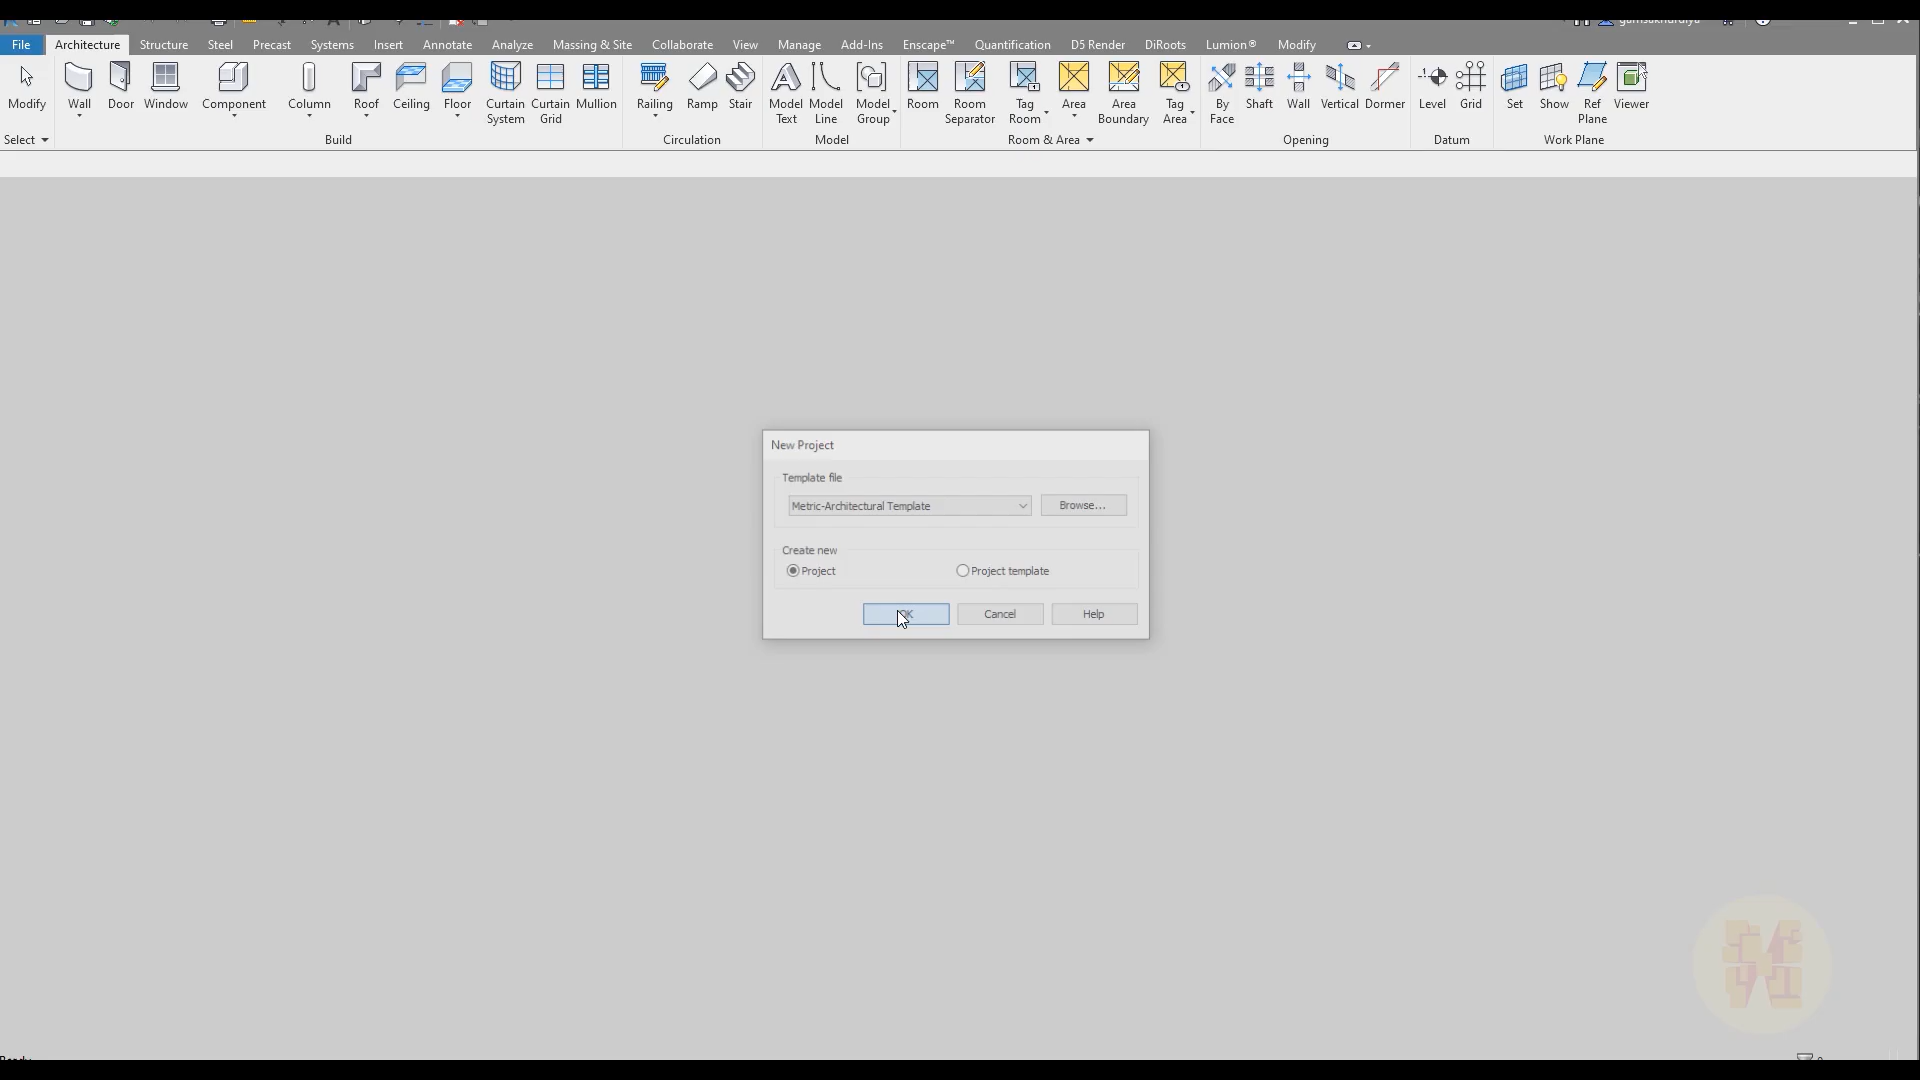 File Architecture Structure Steel Precast Systems Insert Annotate Analyze Massing & Site Collaborate View Manage Add-Ins Enscape™ Quantification D5 Render DiRoots Lumion® Modify
Modify Wall Door Window Component Column Roof Ceiling Floor Curtain System Curtain Grid Mullion Railing Ramp Stair Model Text Model Line Model Group Room Room Separator Tag Room Area Area Boundary Tag Area By Face Shaft Wall Vertical Dormer Level Grid Set Show Ref Plane Viewer
Select Build Circulation Model Room & Area Opening Datum Work Plane
New Project
Template file
Metric-Architectural Template Browse...
Create new
Project Project template
OK Cancel Help